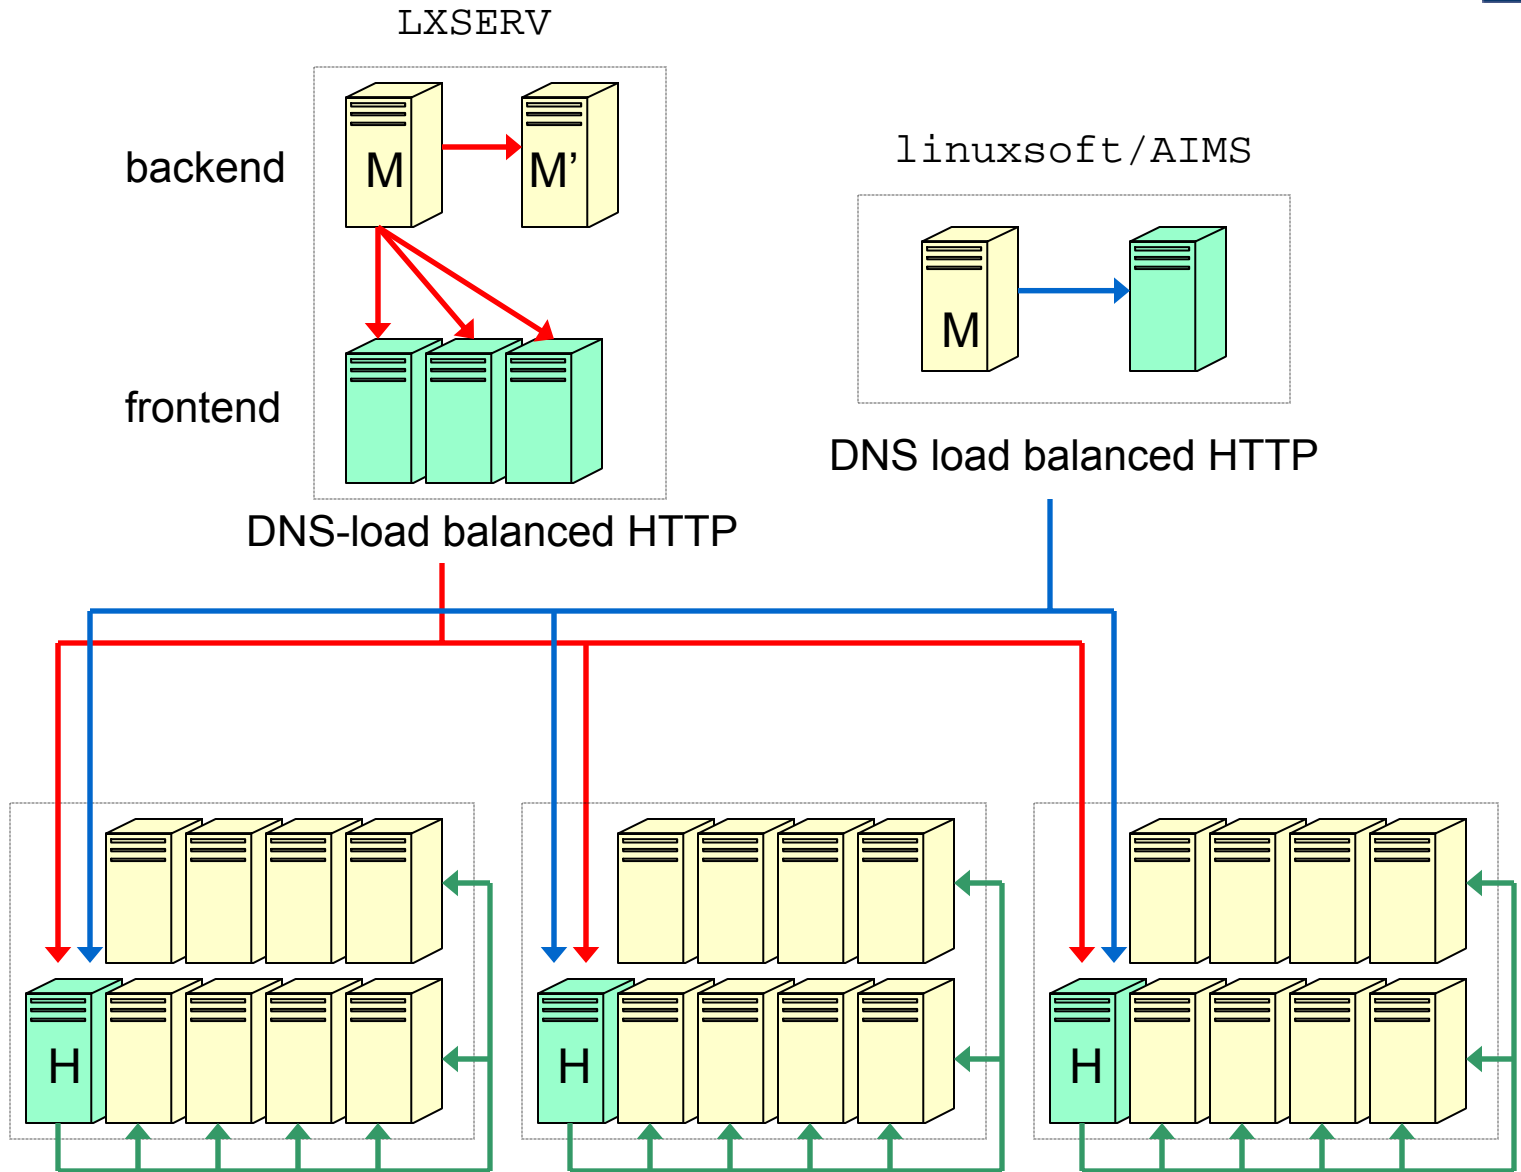 LXSERV
backend
M
M’
linuxsoft/AIMS
M
frontend
DNS load balanced HTTP
DNS-load balanced HTTP
H
H
H